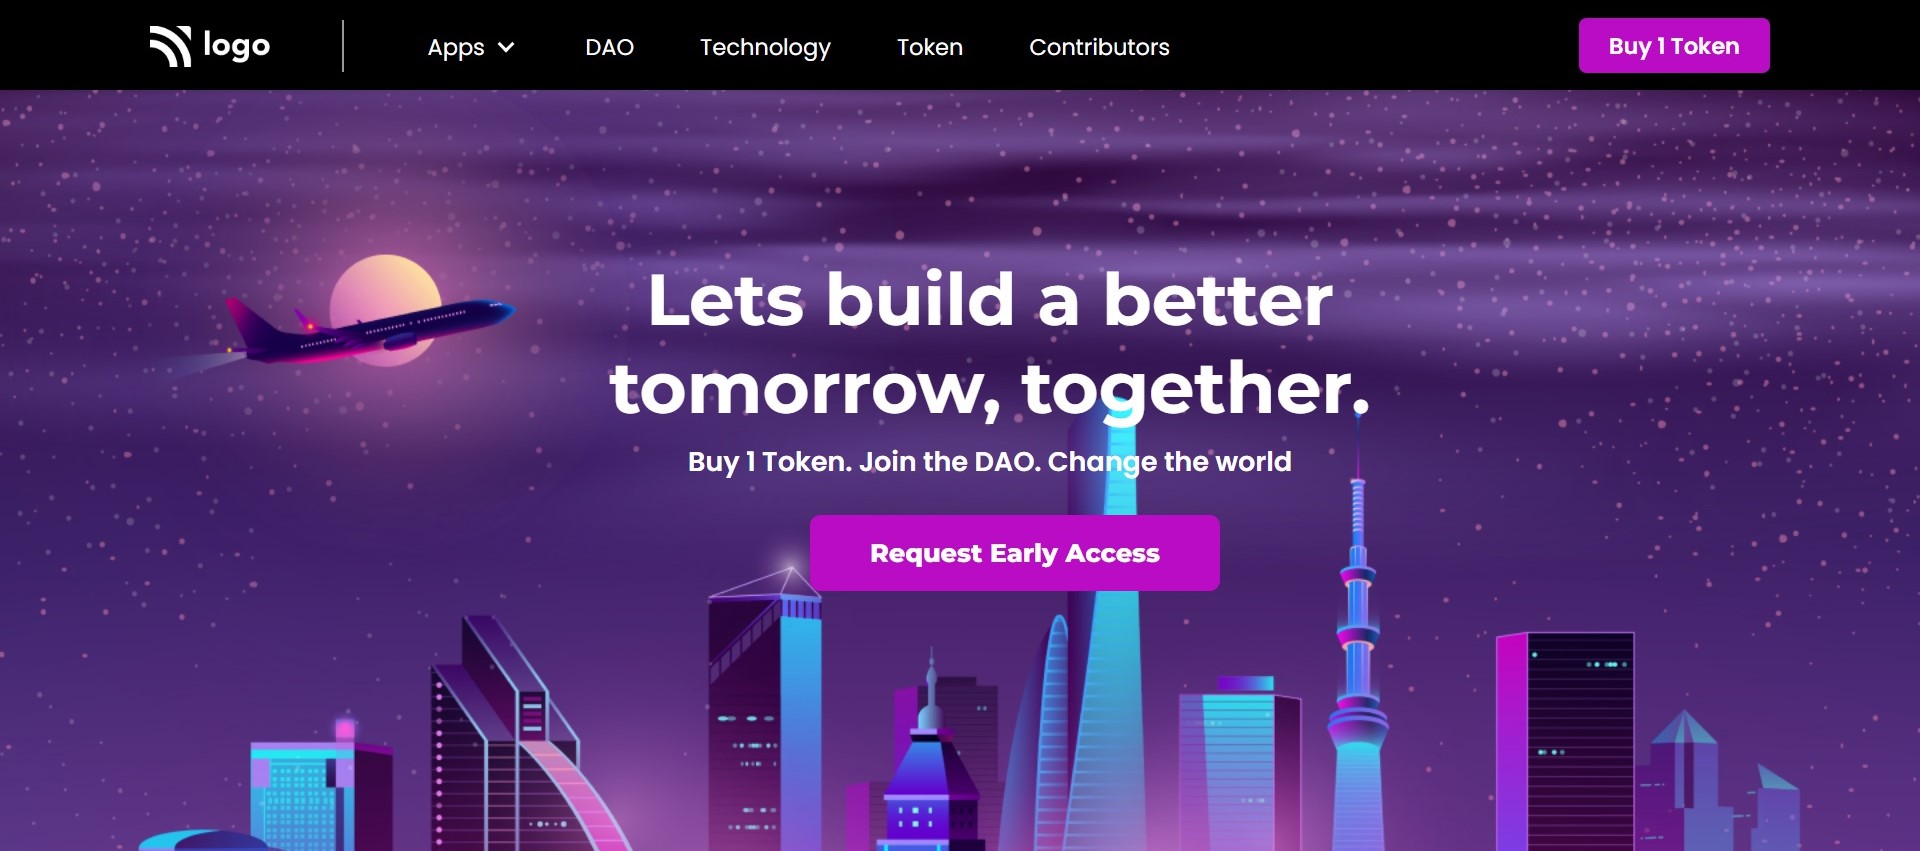 logo
Apps
DAO
Technology
Token
Contributors
Buy 1 Token
Lets build a better
tomorrow, together.
Buy 1 Token. Join the DAO. Change the world
Request Early Access